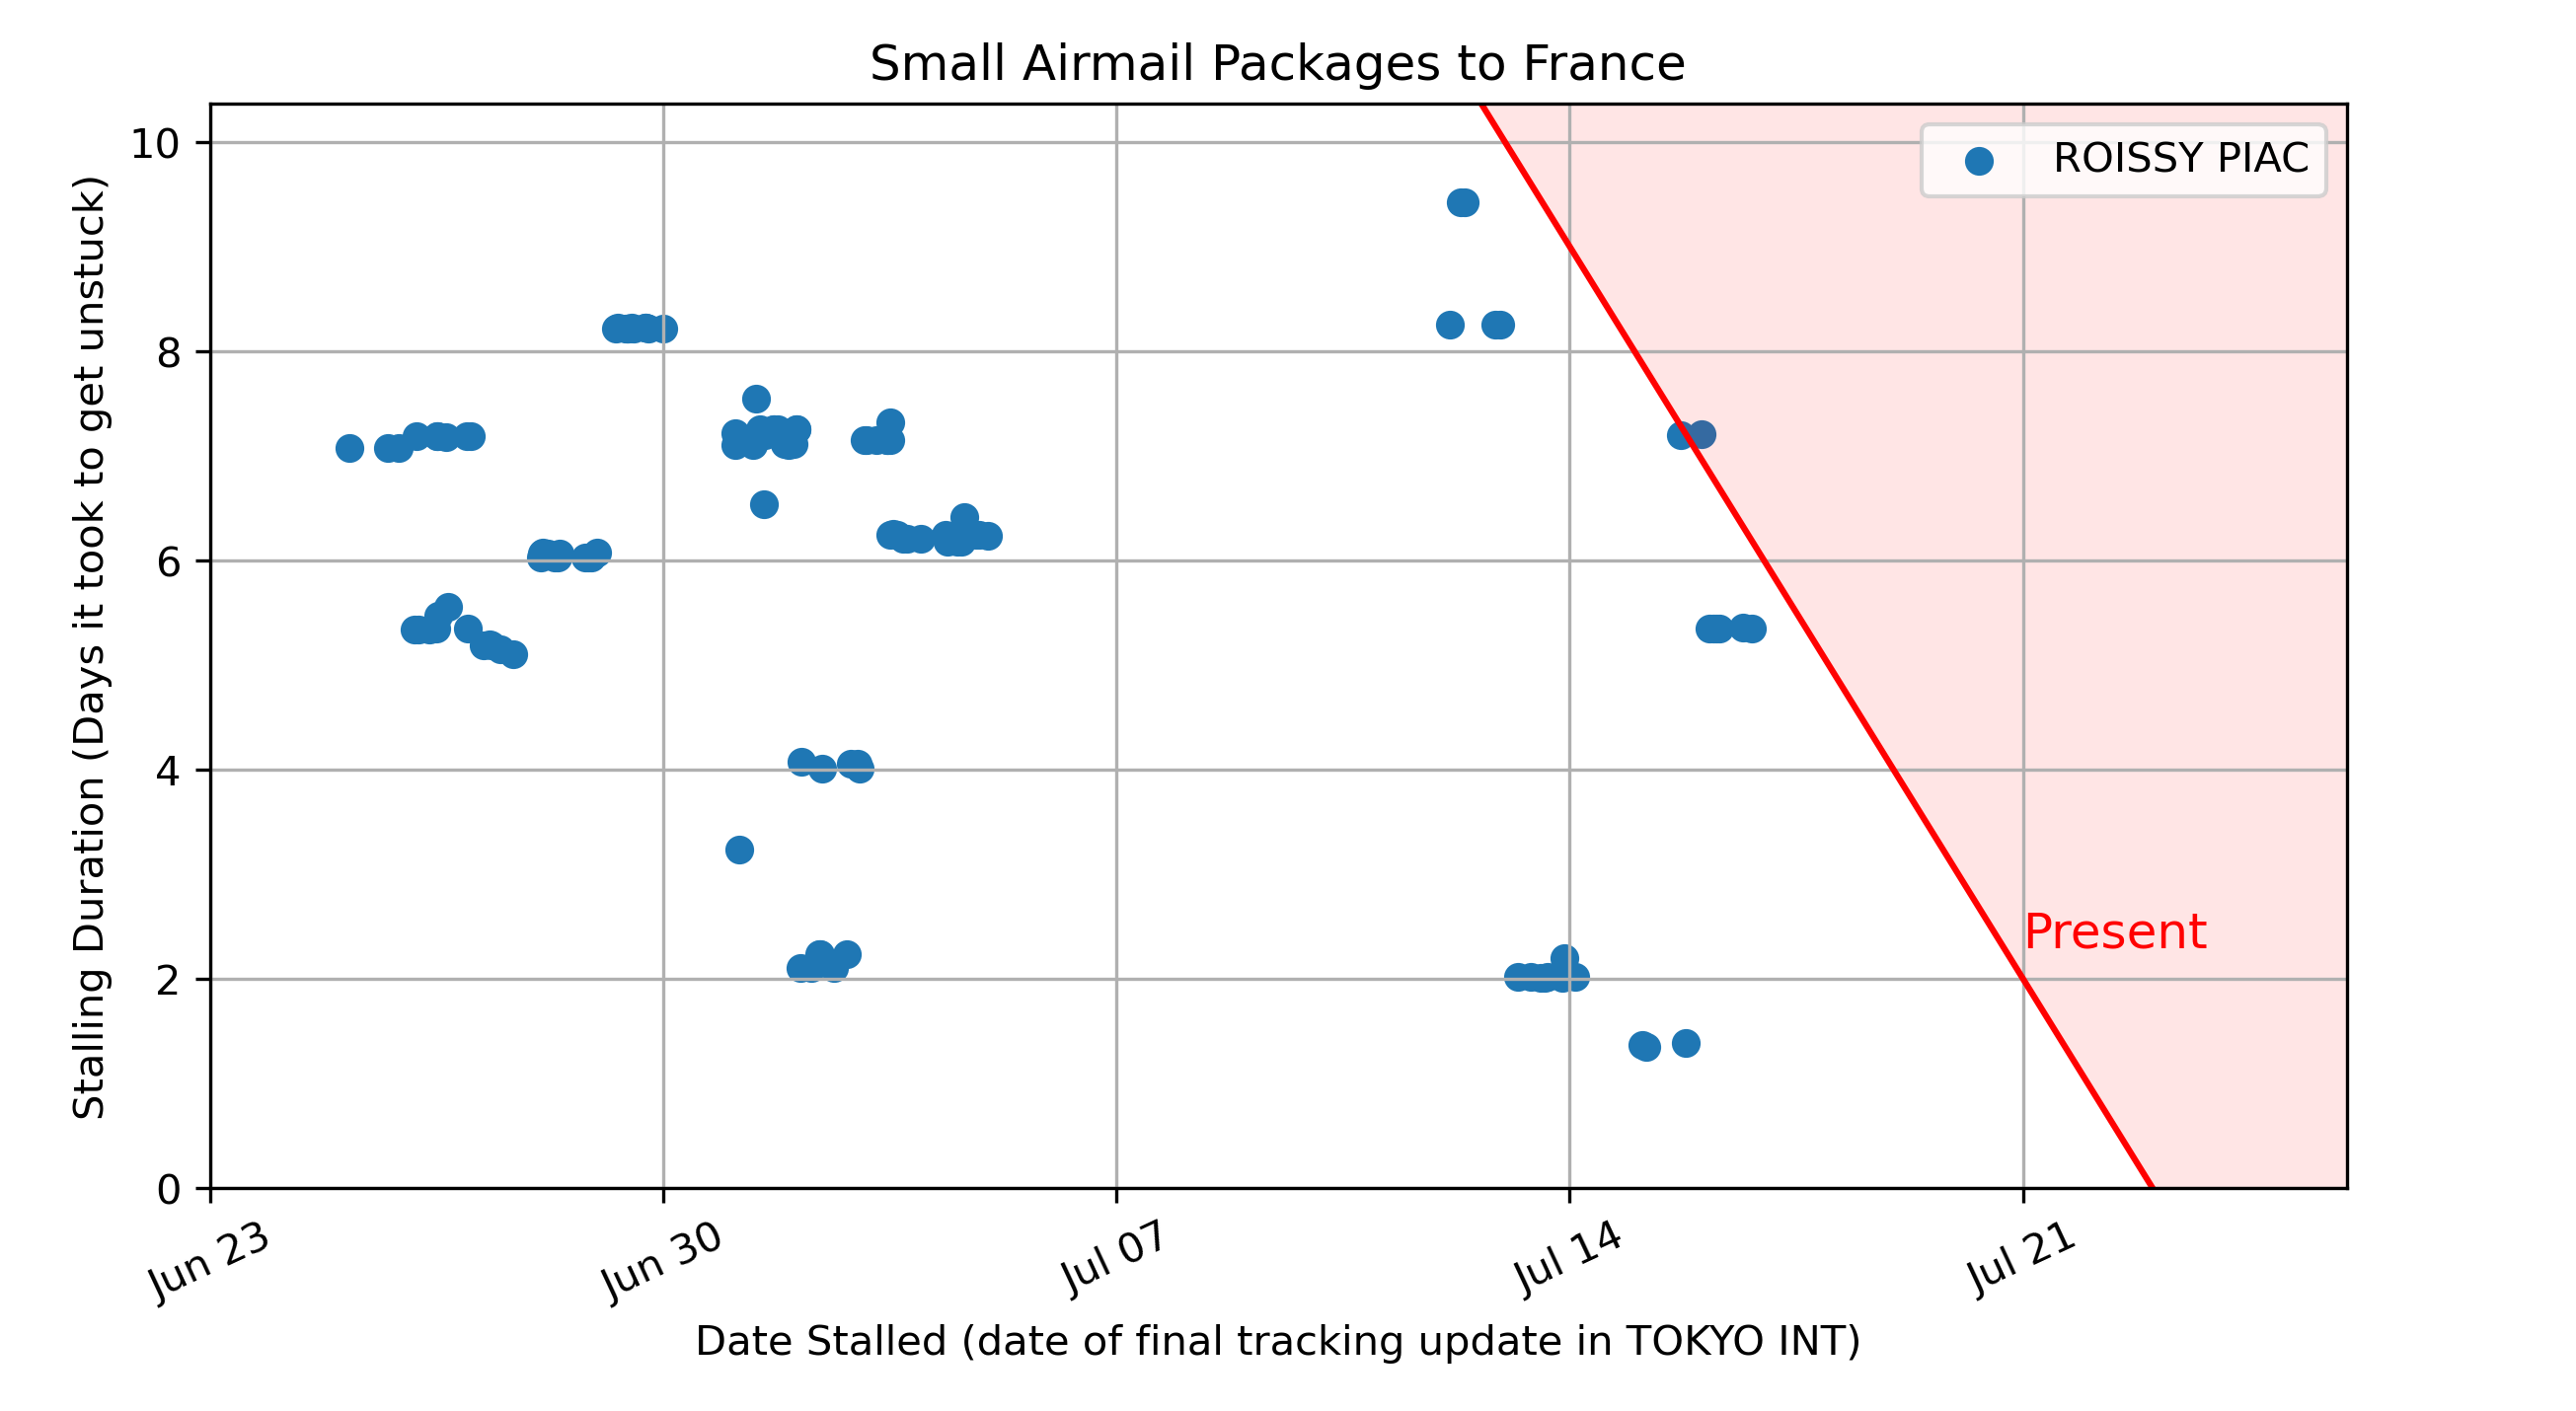 Small Airmail Packages to France
Stalling Duration (Days it took to get unstuck)
10
8
6
4
2
0
ROISSY PIAC
Present
Jun 23
Jun 30
Jul 07
Jul 14
Jul 21
Date Stalled (date of final tracking update in TOKYO INT)